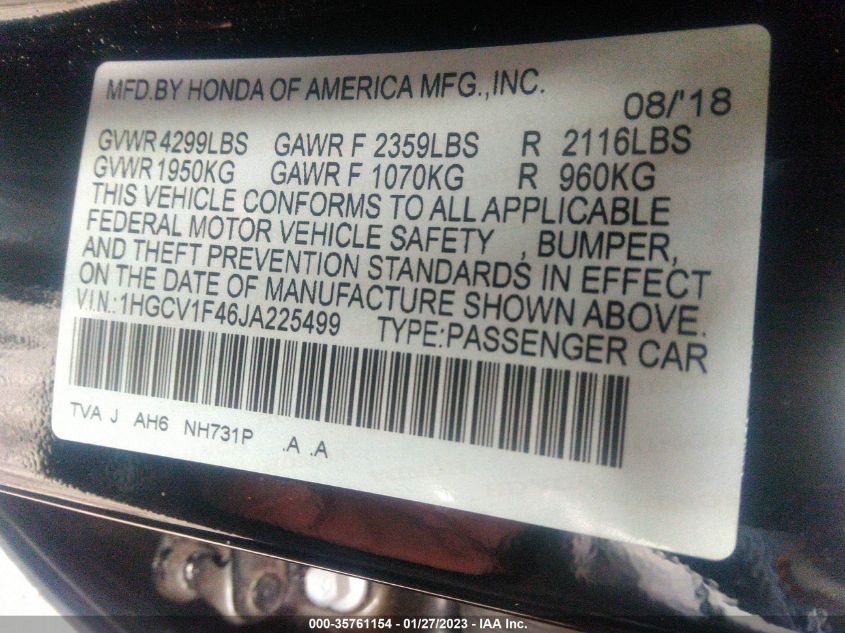 MFD.BY HONDA OF AMERICA MFG.,INC.
08/'18
GVWR 4299LBS GAWR F 2359LBS R 2116LBS
GVWR 1950KG GAWR F 1070KG R 960KG
THIS VEHICLE CONFORMS TO ALL APPLICABLE
FEDERAL MOTOR VEHICLE SAFETY , BUMPER,
AND THEFT PREVENTION STANDARDS IN EFFECT
ON THE DATE OF MANUFACTURE SHOWN ABOVE.
V.I.N.:1HGCV1F46JA225499 TYPE:PASSENGER CAR
TVA J AH6 NH731P .A .A
000-35761154 - 01/27/2023 - IAA Inc.